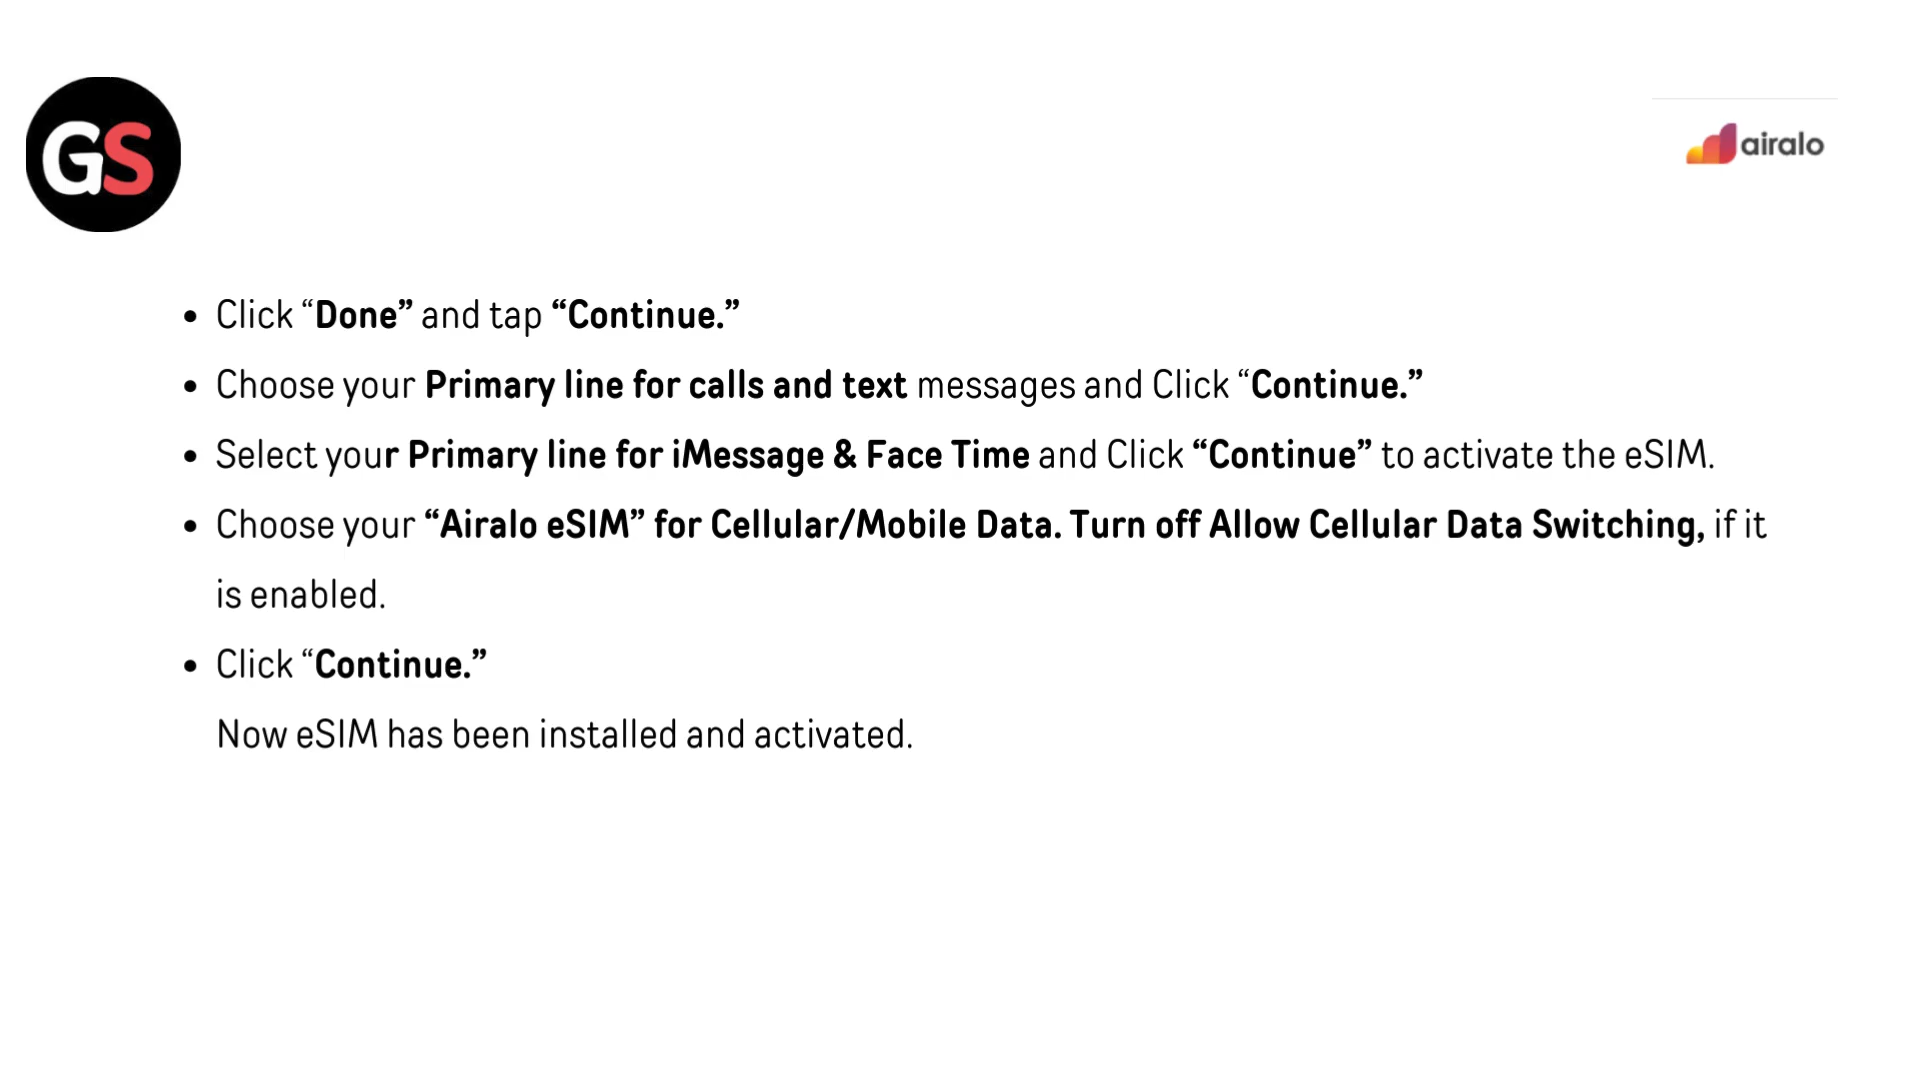 GS
airalo
• Click “Done” and tap “Continue.”
• Choose your Primary line for calls and text messages and Click “Continue.”
• Select your Primary line for iMessage & Face Time and Click “Continue” to activate the eSIM.
• Choose your “Airalo eSIM” for Cellular/Mobile Data. Turn off Allow Cellular Data Switching, if it
is enabled.
• Click “Continue.”
Now eSIM has been installed and activated.